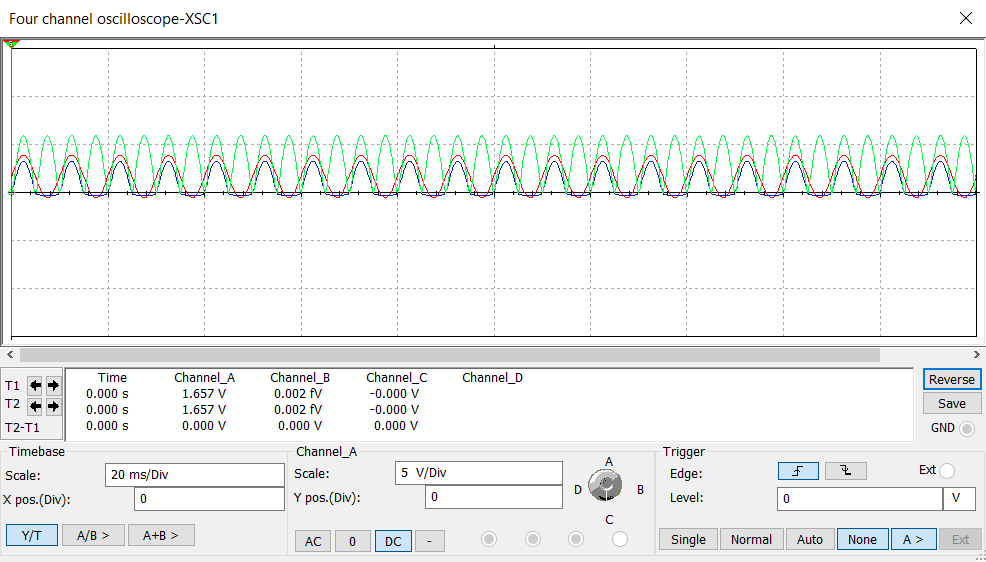 Four channel oscilloscope-XSC1
Time Channel_A Channel_B Channel_C Channel_D
T1 0.000 s 1.657 V 0.002 fV -0.000 V
T2 0.000 s 1.657 V 0.002 fV -0.000 V
T2-T1 0.000 s 0.000 V 0.000 V 0.000 V
Reverse
Save
GND
Timebase
Scale: 20 ms/Div
X pos.(Div): 0
Y/T A/B > A+B >
Channel_A
Scale: 5 V/Div
Y pos.(Div): 0
AC 0 DC -
A
D B
C
Trigger
Edge: Ext
Level: 0 V
Single Normal Auto None A > Ext